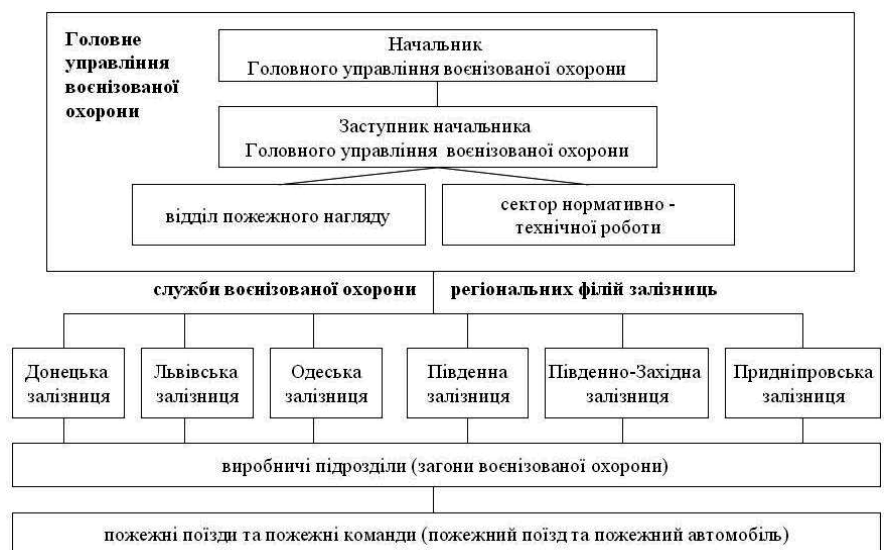 Головне
управління
воєнізованої
охорони
Начальник
Головного управління воєнізованої охорони
Заступник начальника
Головного управління воєнізованої охорони
відділ пожежного нагляду
сектор нормативно -
технічної роботи
служби воєнізованої охорони регіональних філій залізниць
Донецька
залізниця
Львівська
залізниця
Одеська
залізниця
Південна
залізниця
Південно-Західна
залізниця
Придніпровська
залізниця
виробничі підрозділи (загони воєнізованої охорони)
пожежні поїзди та пожежні команди (пожежний поїзд та пожежний автомобіль)